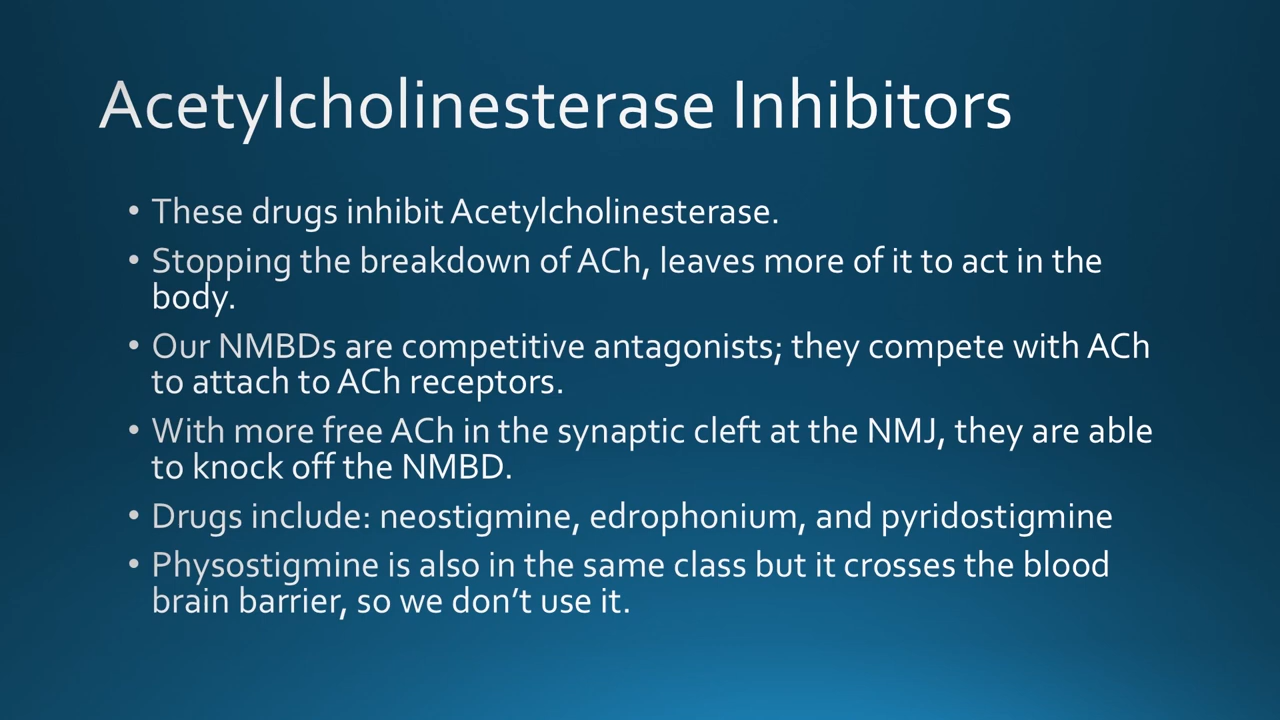 Acetylcholinesterase Inhibitors
• These drugs inhibit Acetylcholinesterase.
• Stopping the breakdown of ACh, leaves more of it to act in the
body.
• Our NMBDs are competitive antagonists; they compete with ACh
to attach to ACh receptors.
• With more free ACh in the synaptic cleft at the NMJ, they are able
to knock off the NMBD.
• Drugs include: neostigmine, edrophonium, and pyridostigmine
• Physostigmine is also in the same class but it crosses the blood
brain barrier, so we don’t use it.